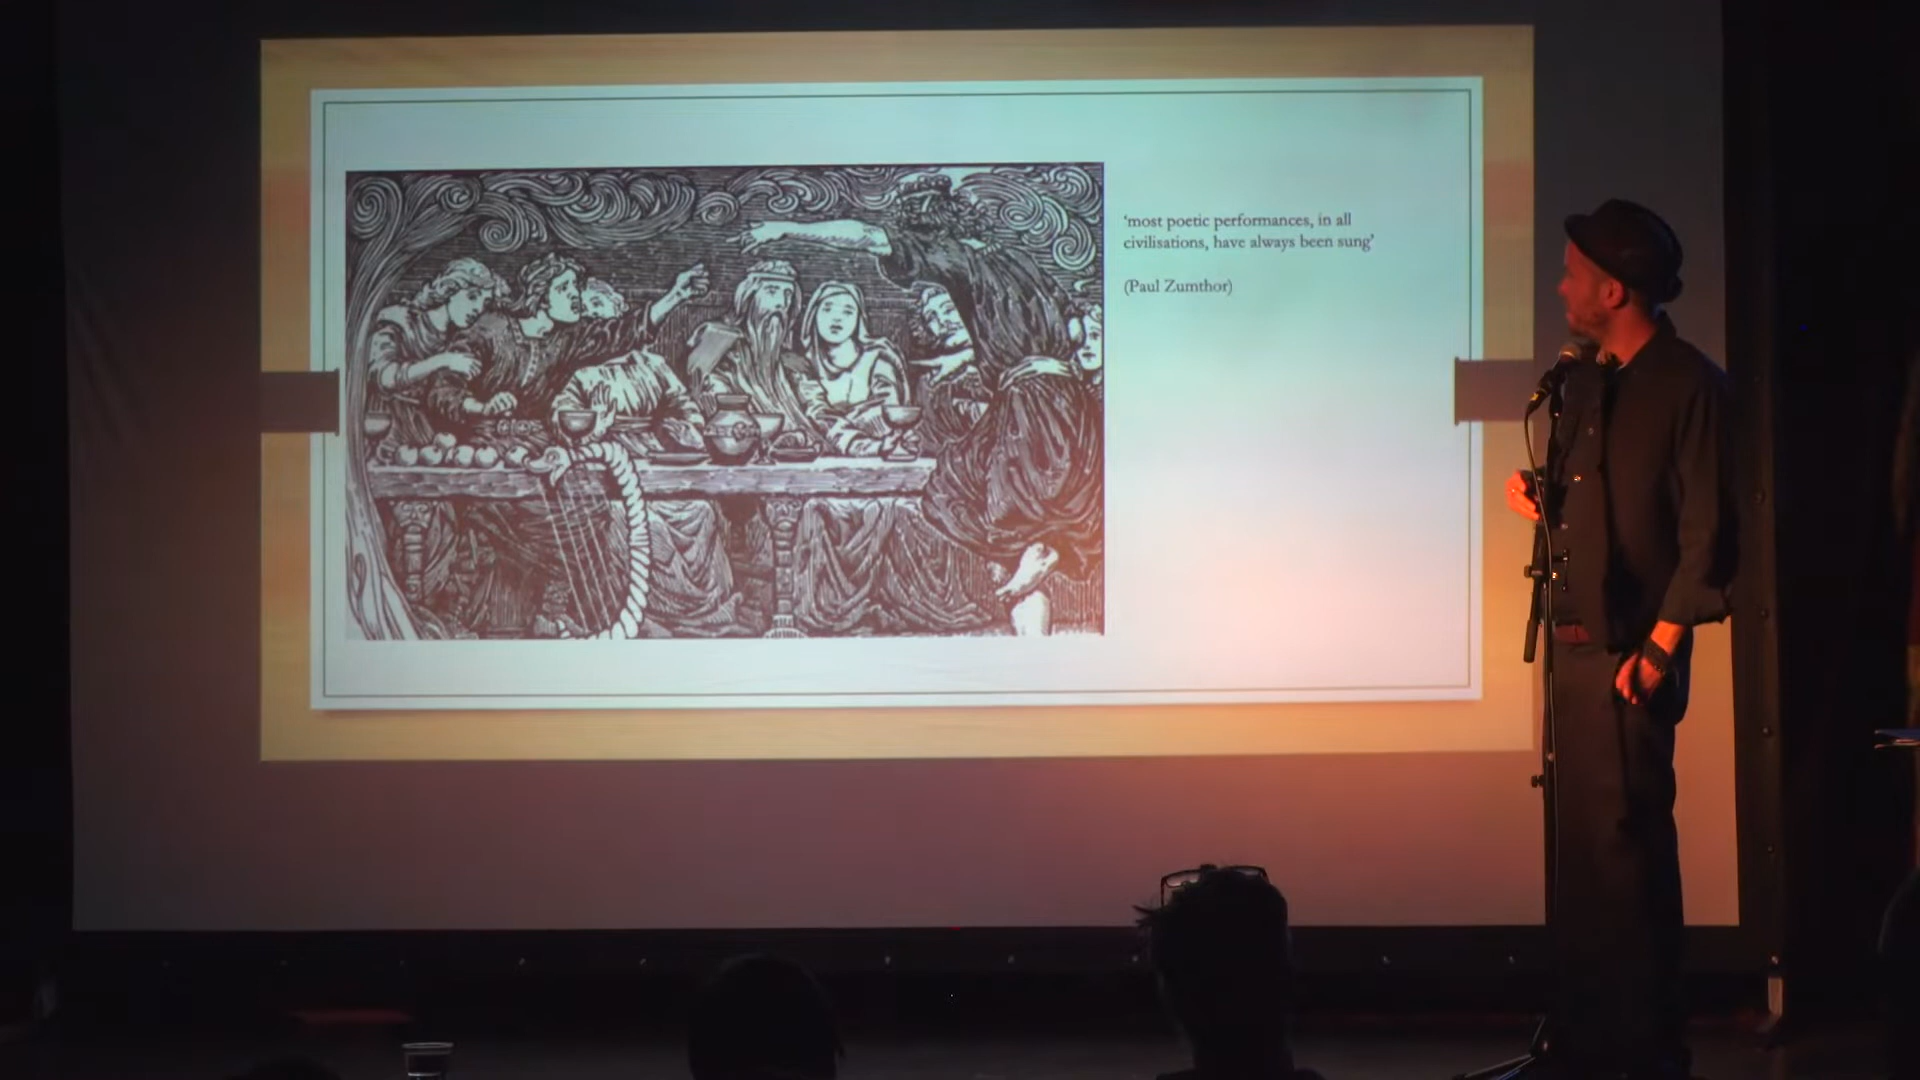 ‘most poetic performances, in all
civilisations, have always been sung’
(Paul Zumthor)